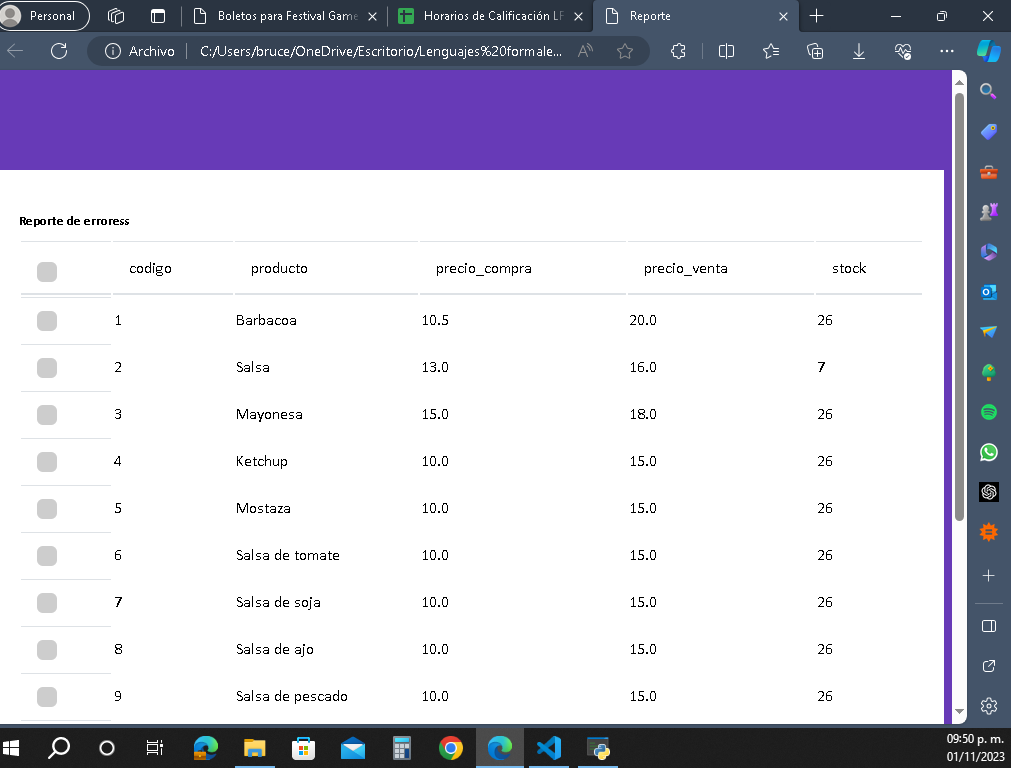 Personal
Boletos para Festival Game
Horarios de Calificación LF
Reporte
Archivo
C:/Users/bruce/OneDrive/Escritorio/Lenguajes%20formale...
Reporte de erroress
codigo producto precio_compra precio_venta stock
1 Barbacoa 10.5 20.0 26
2 Salsa 13.0 16.0 7
3 Mayonesa 15.0 18.0 26
4 Ketchup 10.0 15.0 26
5 Mostaza 10.0 15.0 26
6 Salsa de tomate 10.0 15.0 26
7 Salsa de soja 10.0 15.0 26
8 Salsa de ajo 10.0 15.0 26
9 Salsa de pescado 10.0 15.0 26
09:50 p. m.
01/11/2023